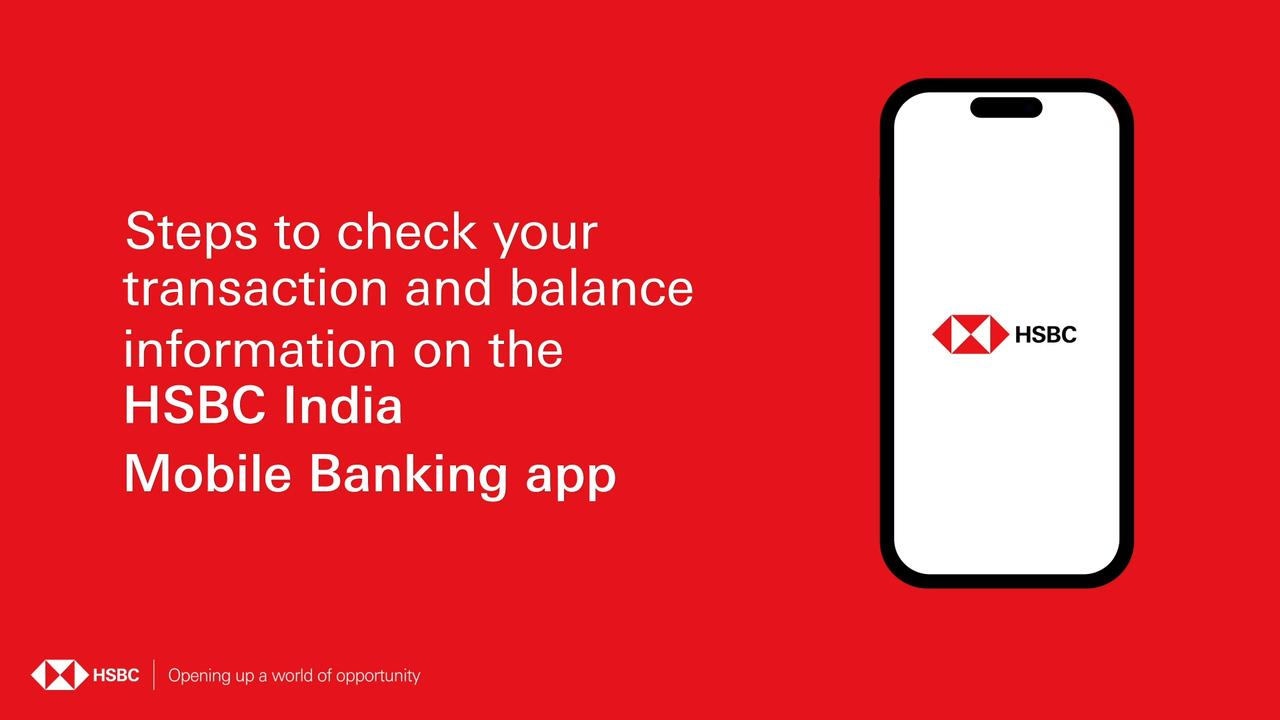 Steps to check your
transaction and balance
information on the
HSBC India
Mobile Banking app
HSBC
HSBC
Opening up a world of opportunity